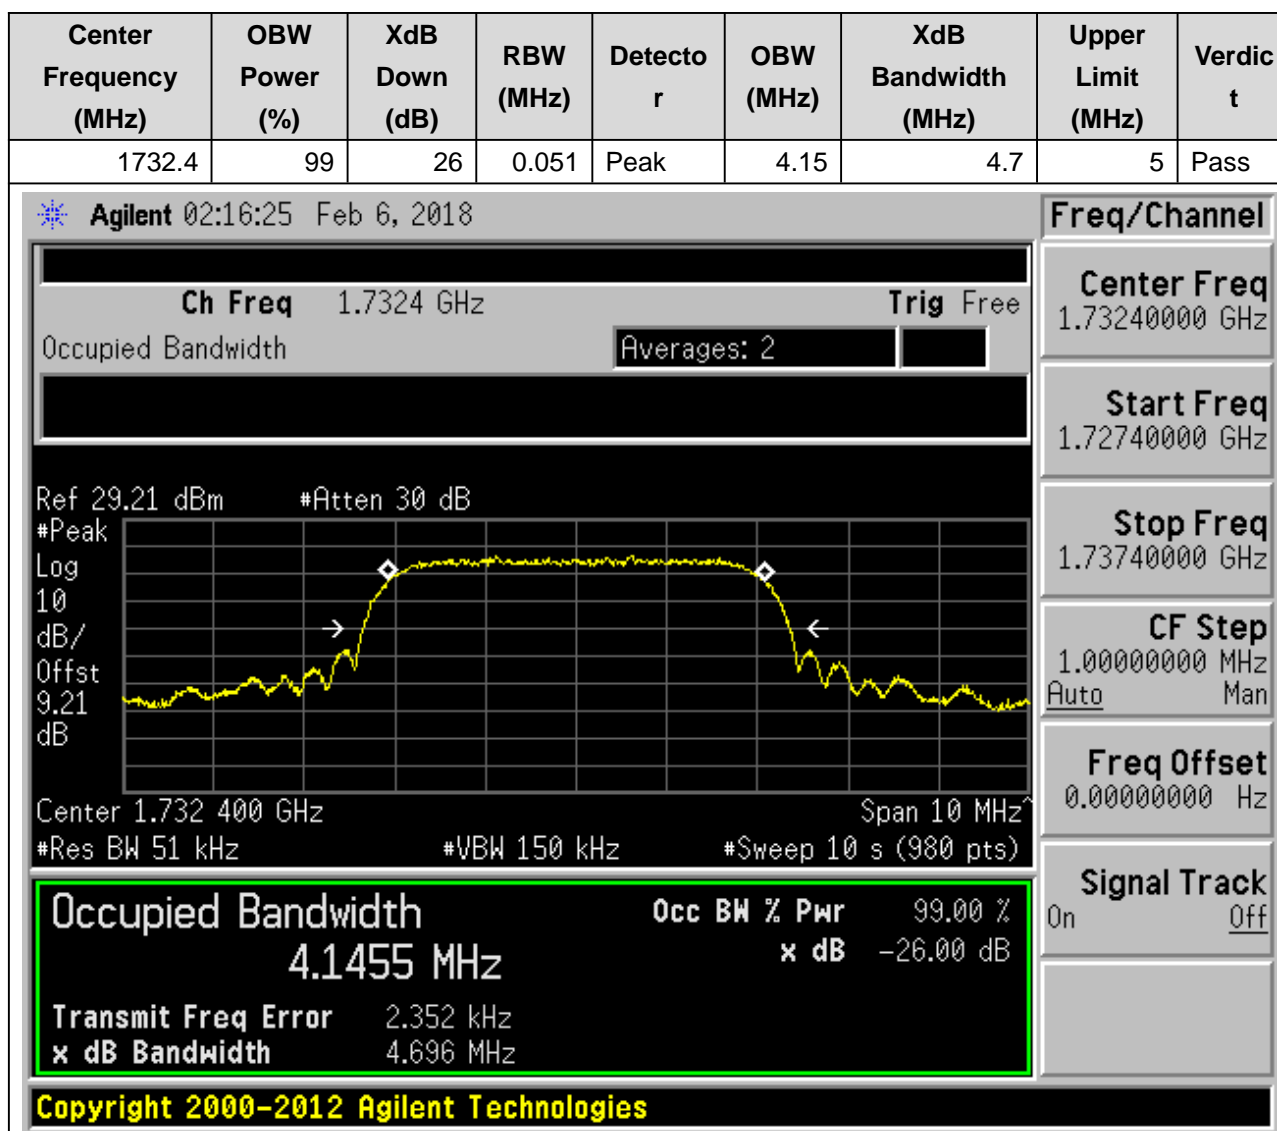 Center Frequency (MHz) OBW Power (%) XdB Down (dB) RBW (MHz) Detector OBW (MHz) XdB Bandwidth (MHz) Upper Limit (MHz) Verdict
1732.4 99 26 0.051 Peak 4.15 4.7 5 Pass
Agilent 02:16:25 Feb 6, 2018
Freq/Channel
Ch Freq 1.7324 GHz Trig Free
Occupied Bandwidth Averages: 2
Ref 29.21 dBm #Atten 30 dB
#Peak
Log
10
dB/
Offst
9.21
dB
Center 1.732 400 GHz Span 10 MHz^
#Res BW 51 kHz #VBW 150 kHz #Sweep 10 s (980 pts)
Occupied Bandwidth Occ BW % Pwr 99.00 %
4.1455 MHz x dB -26.00 dB
Transmit Freq Error 2.352 kHz
x dB Bandwidth 4.696 MHz
Center Freq
1.73240000 GHz
Start Freq
1.72740000 GHz
Stop Freq
1.73740000 GHz
CF Step
1.00000000 MHz
Auto Man
Freq Offset
0.00000000 Hz
Signal Track
On Off
Copyright 2000-2012 Agilent Technologies